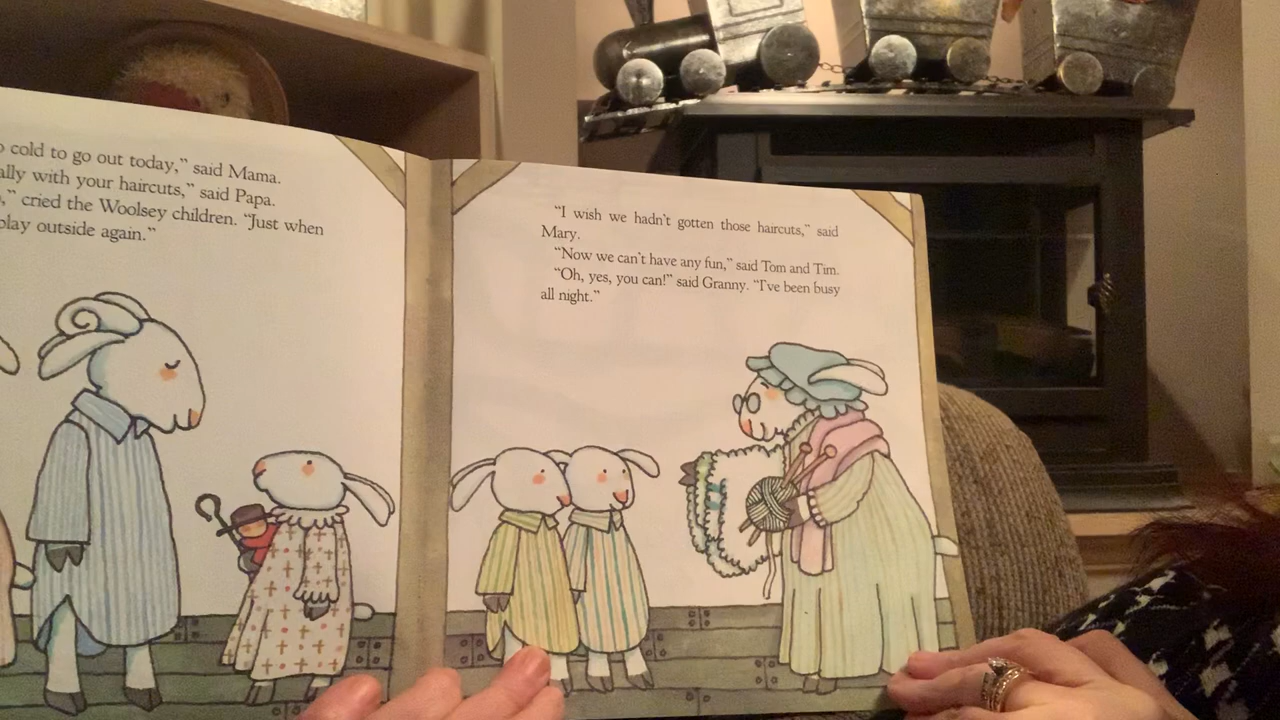 cold to go out today,” said Mama.
with your haircuts,” said Papa.
cried the Woolsey children. “Just when
play outside again.”
“I wish we hadn’t gotten those haircuts,” said
Mary.
“Now we can’t have any fun,” said Tom and Tim.
“Oh, yes, you can!” said Granny. “I’ve been busy
all night.”